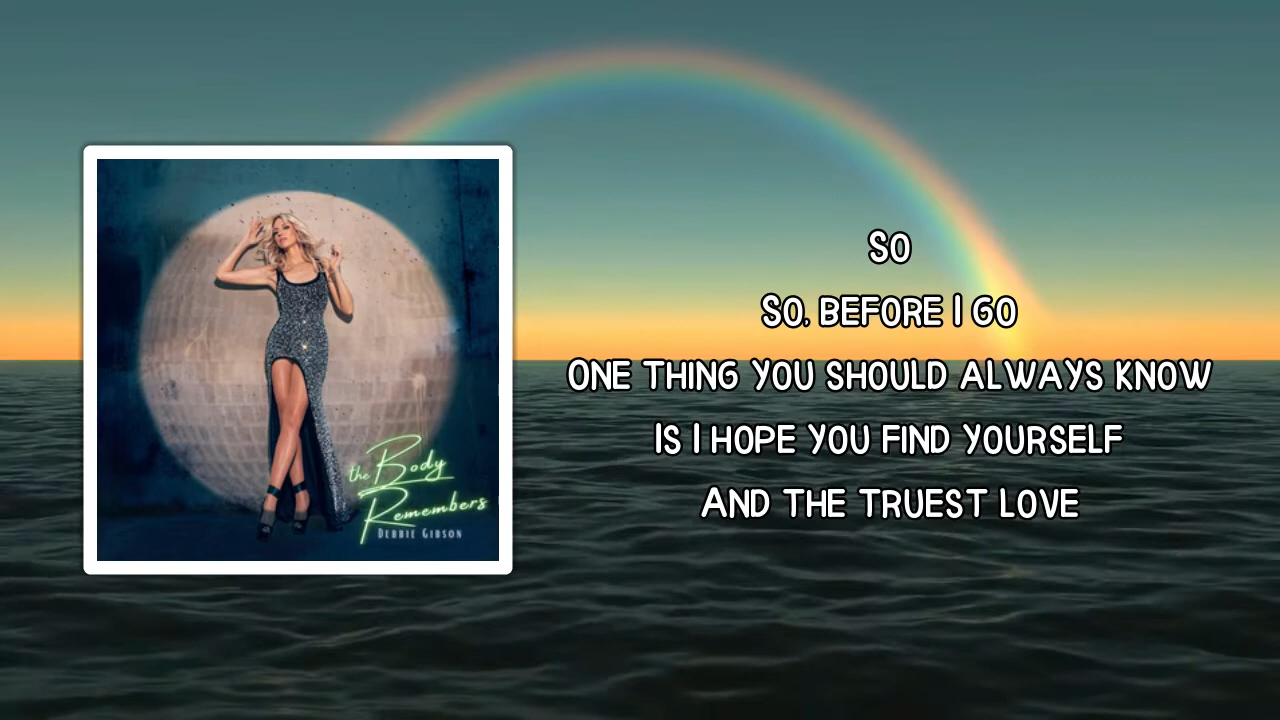 the Body
Remembers
DEBBIE GIBSON
SO
SO, BEFORE I GO
ONE THING YOU SHOULD ALWAYS KNOW
IS I HOPE YOU FIND YOURSELF
AND THE TRUEST LOVE